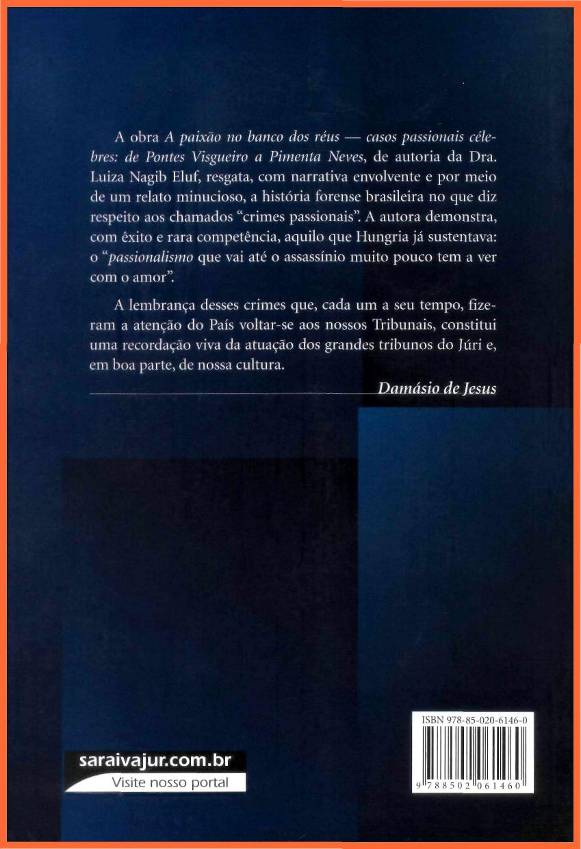 A obra A paixão no banco dos réus — casos passionais céle-
bres: de Pontes Visgueiro a Pimenta Neves, de autoria da Dra.
Luiza Nagib Eluf, resgata, com narrativa envolvente e por meio
de um relato minucioso, a história forense brasileira no que diz
respeito aos chamados “crimes passionais”. A autora demonstra,
com êxito e rara competência, aquilo que Hungria já sustentava:
o “passionalismo que vai até o assassínio muito pouco tem a ver
com o amor”.
A lembrança desses crimes que, cada um a seu tempo, fize-
ram a atenção do País voltar-se aos nossos Tribunais, constitui
uma recordação viva da atuação dos grandes tribunos do Júri e,
em boa parte, de nossa cultura.
Damásio de Jesus
ISBN 978-85-020-6146-0
9 788502 061460
saraivajur.com.br
Visite nosso portal